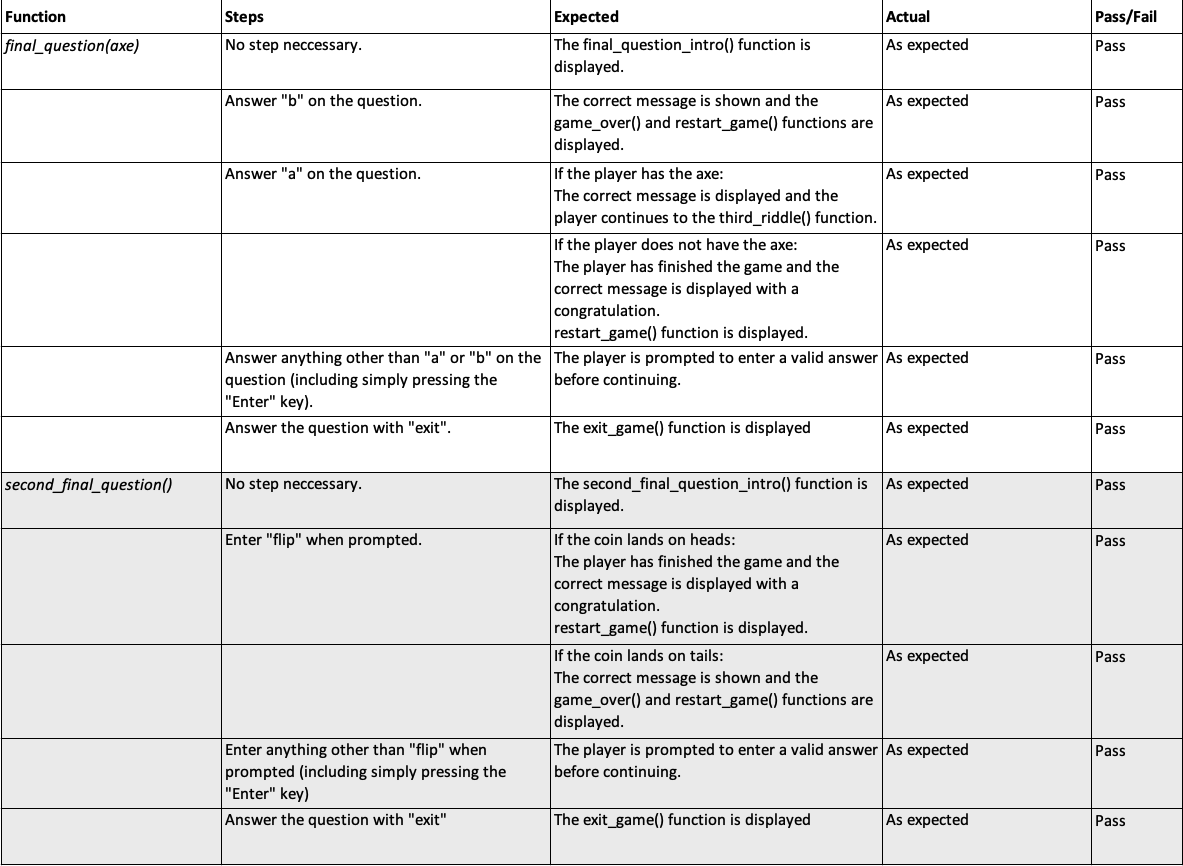 Function Steps Expected Actual Pass/Fail
final_question(axe) No step neccessary. The final_question_intro() function is As expected Pass
displayed.
Answer "b" on the question. The correct message is shown and the As expected Pass
game_over() and restart_game() functions are
displayed.
Answer "a" on the question. If the player has the axe: As expected Pass
The correct message is displayed and the
player continues to the third_riddle() function.
If the player does not have the axe: As expected Pass
The player has finished the game and the
correct message is displayed with a
congratulation.
restart_game() function is displayed.
Answer anything other than "a" or "b" on the The player is prompted to enter a valid answer As expected Pass
question (including simply pressing the before continuing.
"Enter" key).
Answer the question with "exit". The exit_game() function is displayed As expected Pass
second_final_question() No step neccessary. The second_final_question_intro() function is As expected Pass
displayed.
Enter "flip" when prompted. If the coin lands on heads: As expected Pass
The player has finished the game and the
correct message is displayed with a
congratulation.
restart_game() function is displayed.
If the coin lands on tails: As expected Pass
The correct message is shown and the
game_over() and restart_game() functions are
displayed.
Enter anything other than "flip" when The player is prompted to enter a valid answer As expected Pass
prompted (including simply pressing the before continuing.
"Enter" key)
Answer the question with "exit" The exit_game() function is displayed As expected Pass